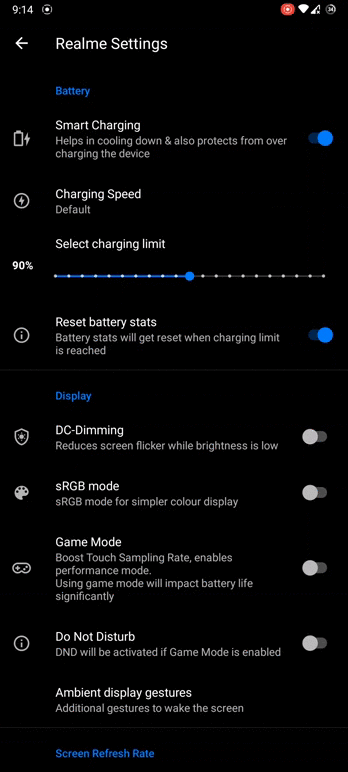 9:14
34
Realme Settings
Battery
Smart Charging
Helps in cooling down & also protects from over
charging the device
Charging Speed
Default
Select charging limit
90%
Reset battery stats
Battery stats will get reset when charging limit
is reached
Display
DC-Dimming
Reduces screen flicker while brightness is low
sRGB mode
sRGB mode for simpler colour display
Game Mode
Boost Touch Sampling Rate, enables
performance mode.
Using game mode will impact battery life
significantly
Do Not Disturb
DND will be activated if Game Mode is enabled
Ambient display gestures
Additional gestures to wake the screen
Screen Refresh Rate